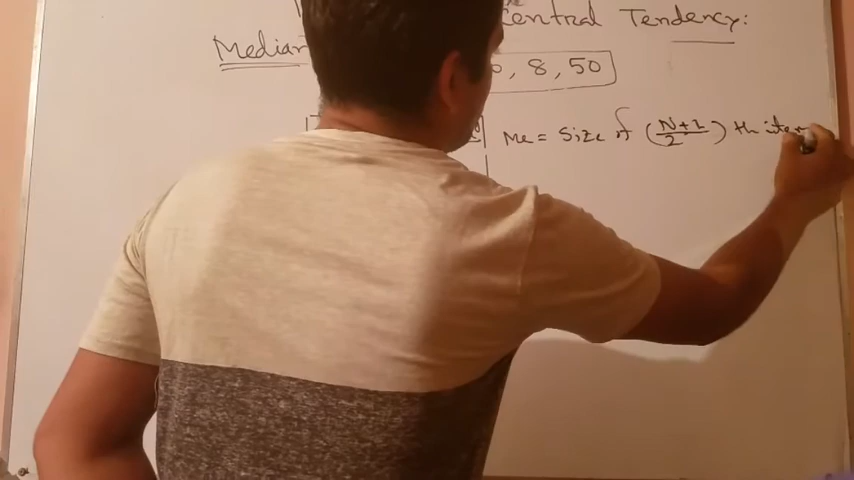 Central Tendency:
Median
, 8, 50
Me = Size of (N+1/2) th item